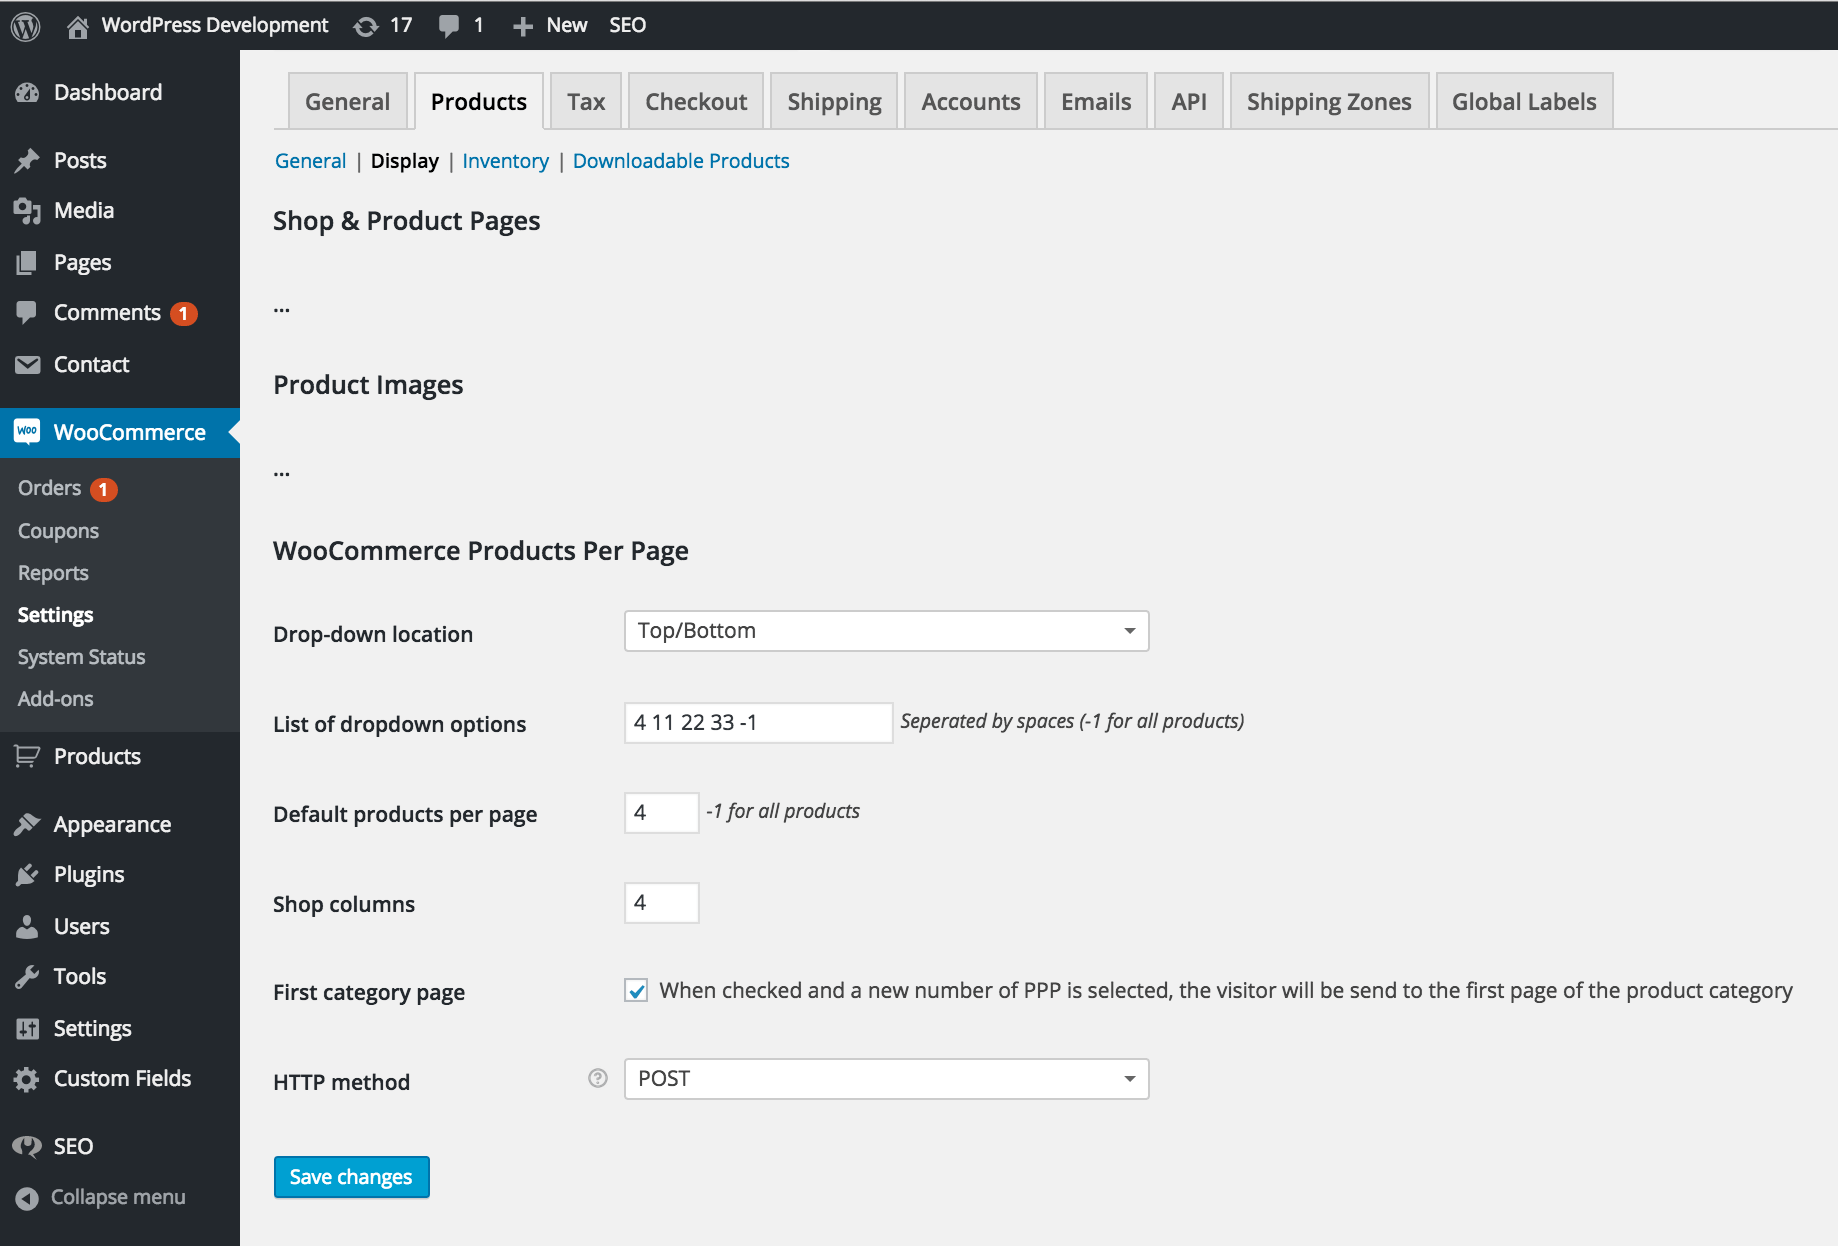 WordPress Development 17 1 New SEO
Dashboard
Posts
Media
Pages
Comments 1
Contact
WooCommerce
Orders 1
Coupons
Reports
Settings
System Status
Add-ons
Products
Appearance
Plugins
Users
Tools
Settings
Custom Fields
SEO
Collapse menu
General Products Tax Checkout Shipping Accounts Emails API Shipping Zones Global Labels
General | Display | Inventory | Downloadable Products
Shop & Product Pages
...
Product Images
...
WooCommerce Products Per Page
Drop-down location Top/Bottom
List of dropdown options 4 11 22 33 -1 Seperated by spaces (-1 for all products)
Default products per page 4 -1 for all products
Shop columns 4
First category page When checked and a new number of PPP is selected, the visitor will be send to the first page of the product category
HTTP method ? POST
Save changes